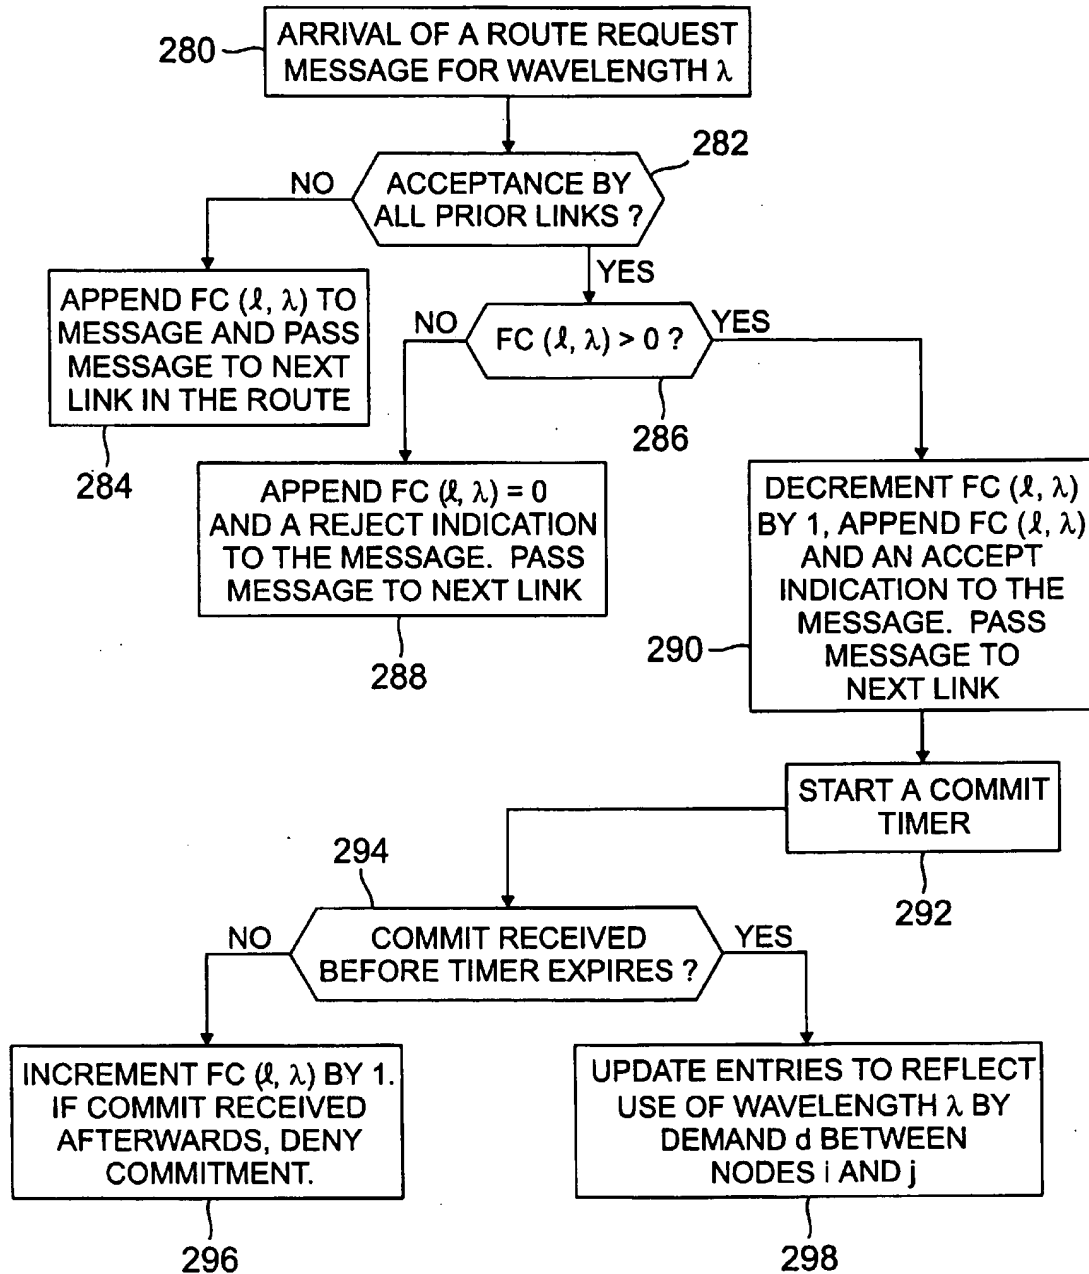 280
ARRIVAL OF A ROUTE REQUEST
MESSAGE FOR WAVELENGTH λ
282
NO
ACCEPTANCE BY
ALL PRIOR LINKS ?
YES
APPEND FC (ℓ, λ) TO
MESSAGE AND PASS
MESSAGE TO NEXT
LINK IN THE ROUTE
284
NO
FC (ℓ, λ) > 0 ?
YES
286
APPEND FC (ℓ, λ) = 0
AND A REJECT INDICATION
TO THE MESSAGE. PASS
MESSAGE TO NEXT LINK
288
DECREMENT FC (ℓ, λ)
BY 1, APPEND FC (ℓ, λ)
AND AN ACCEPT
INDICATION TO THE
MESSAGE. PASS
MESSAGE TO
NEXT LINK
290
START A COMMIT
TIMER
292
294
NO
COMMIT RECEIVED
BEFORE TIMER EXPIRES ?
YES
INCREMENT FC (ℓ, λ) BY 1.
IF COMMIT RECEIVED
AFTERWARDS, DENY
COMMITMENT.
296
UPDATE ENTRIES TO REFLECT
USE OF WAVELENGTH λ BY
DEMAND d BETWEEN
NODES i AND j
298